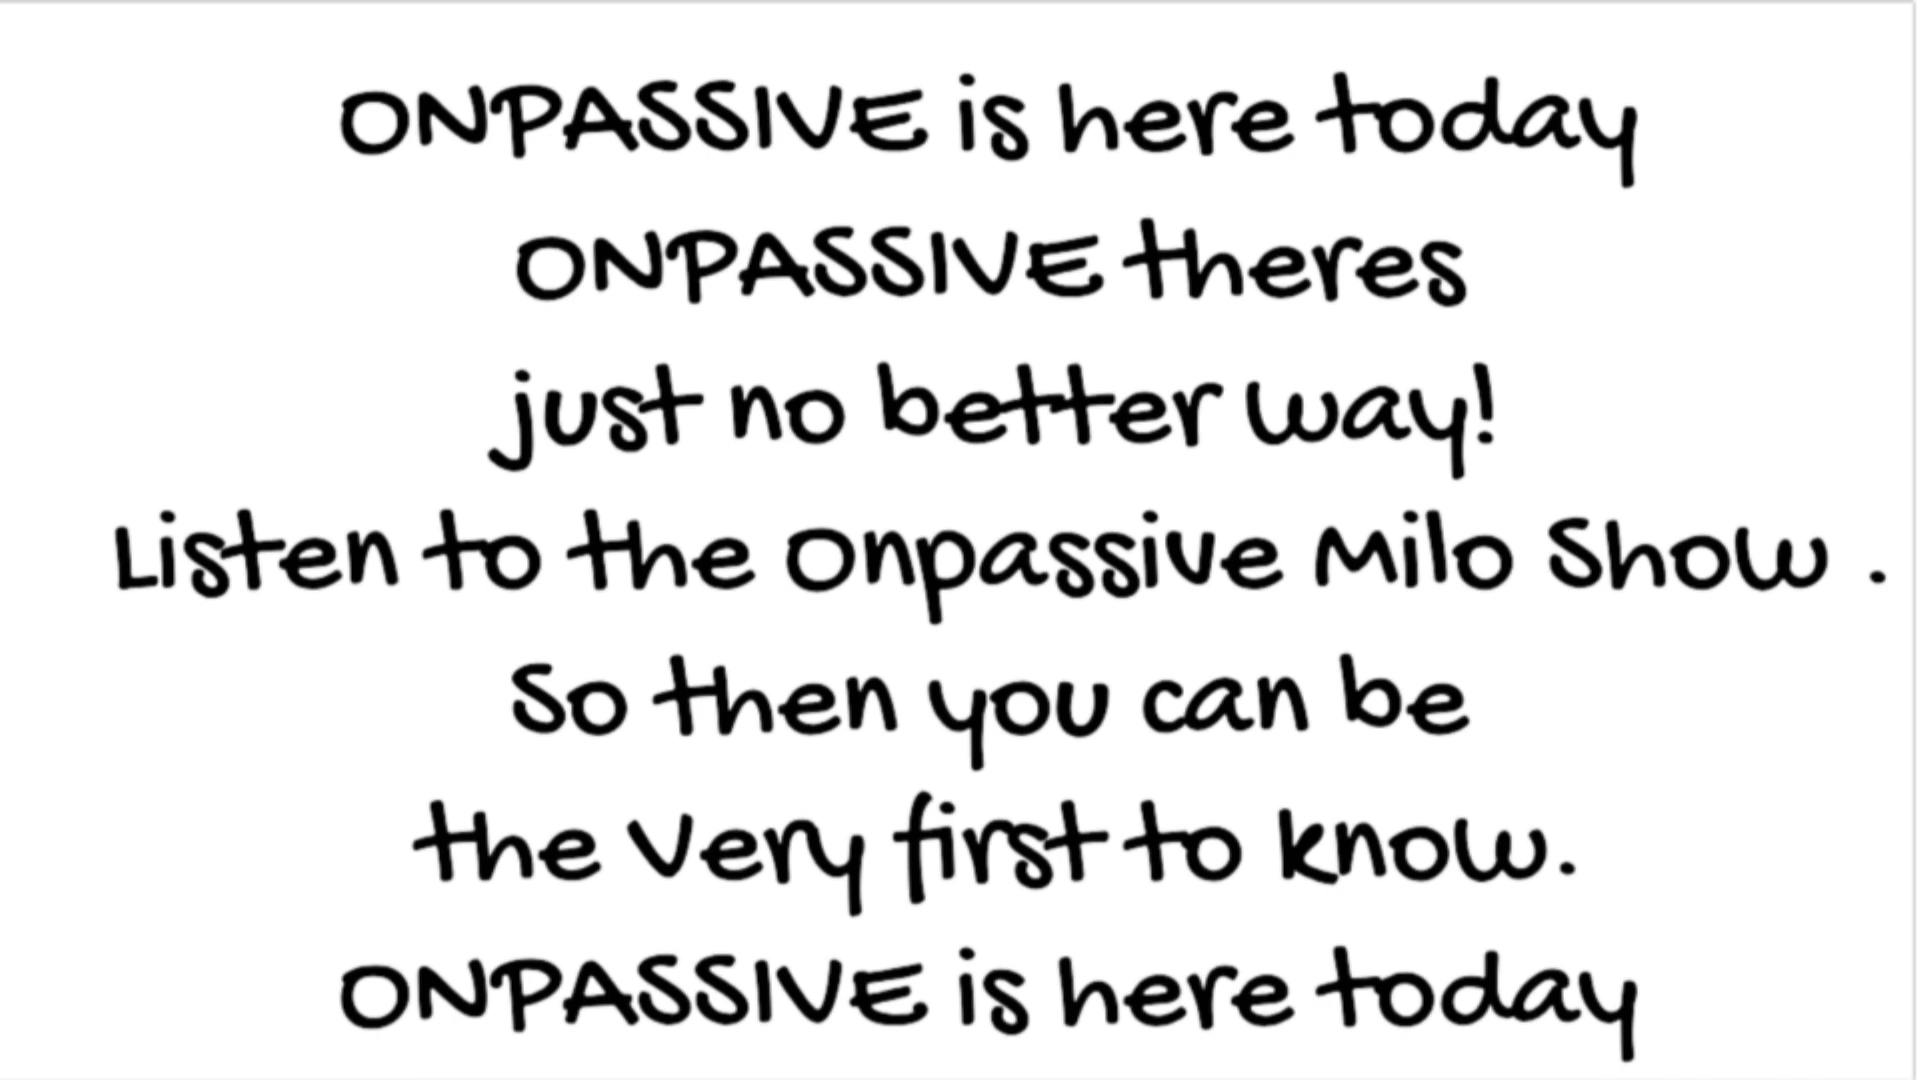 ONPASSIVE is here today
ONPASSIVE theres
just no better way!
Listen to the Onpassive Milo Show .
So then you can be
the very first to know.
ONPASSIVE is here today